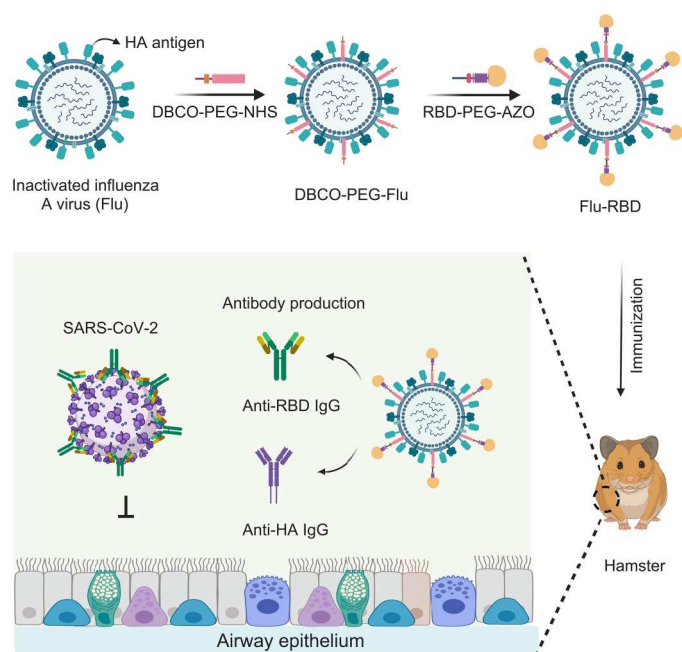 HA antigen
DBCO-PEG-NHS
RBD-PEG-AZO
Inactivated influenza
A virus (Flu)
DBCO-PEG-Flu
Flu-RBD
Immunization
Antibody production
SARS-CoV-2
Anti-RBD IgG
Anti-HA IgG
Hamster
Airway epithelium